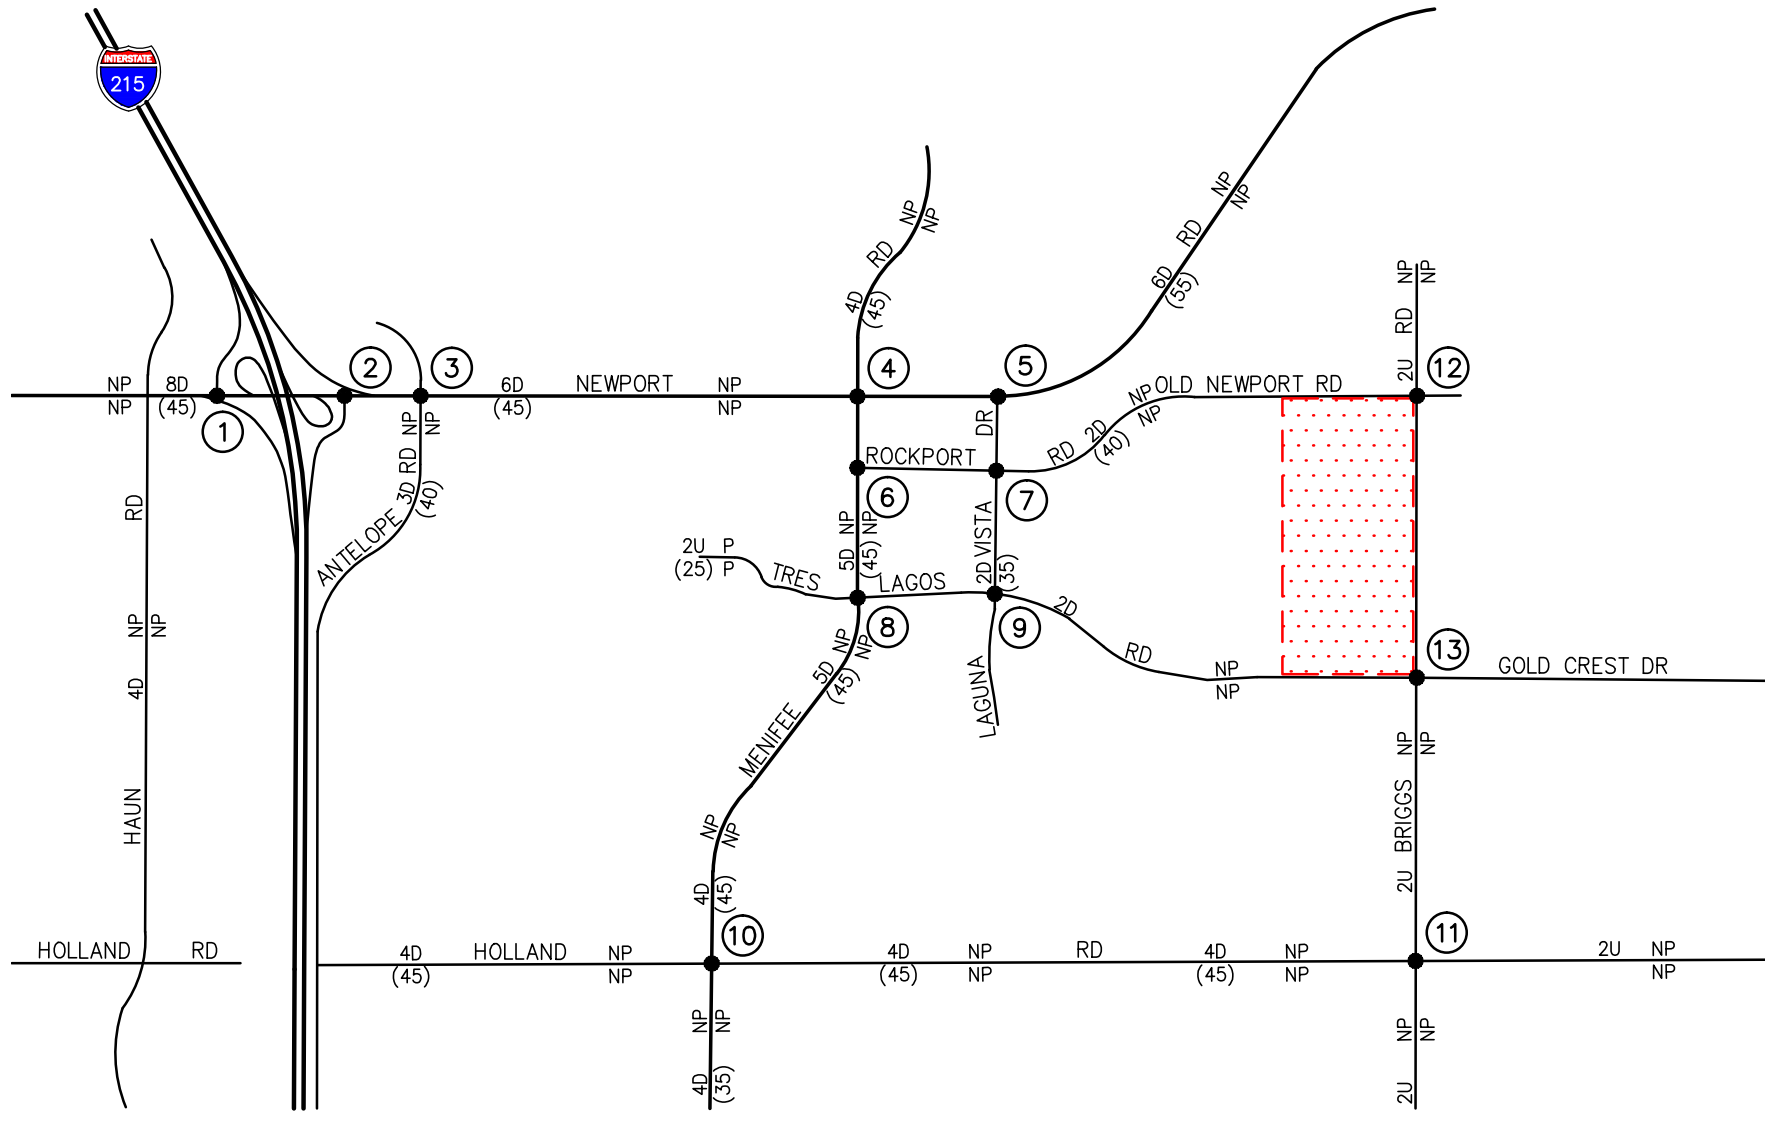 INTERSTATE
215
NP
NP
8D
(45)
1
2
3
6D
(45)
NEWPORT
NP
NP
4D
(45)
RD
NP
NP
4
5
6D
(55)
RD
NP
NP
NP
NP
RD
2U
12
OLD NEWPORT RD
NP
NP
2D
(40)
RD
DR
ROCKPORT
6
7
NP
NP
RD
3D
(40)
ANTELOPE
RD
NP
NP
4D
HAUN
NP
NP
5D
(45)
2U P
(25) P
TRES
LAGOS
VISTA
2D
(35)
8
9
2D
RD
NP
NP
13
GOLD CREST DR
NP
NP
5D
(45)
LAGUNA
MENIFEE
NP
NP
4D
(45)
NP
NP
BRIGGS
2U
HOLLAND RD
4D
(45)
HOLLAND
NP
NP
10
4D
(45)
NP
NP
RD
4D
(45)
NP
NP
11
2U
NP
NP
NP
NP
4D
(35)
NP
NP
2U